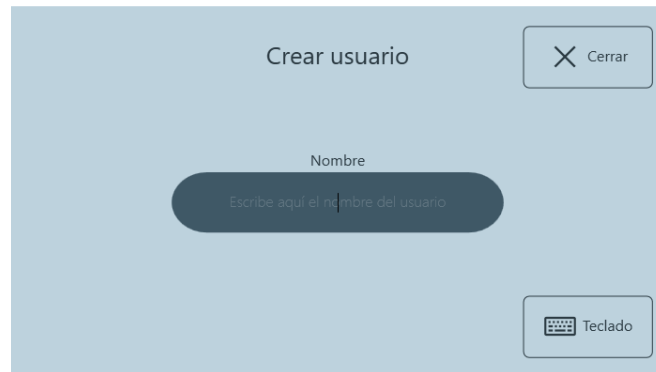 Crear usuario
Cerrar
Nombre
Escribe aquí el nombre del usuario
Teclado